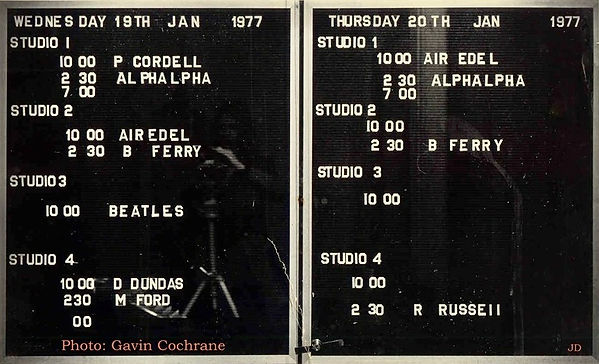 WEDNESDAY 19TH JAN 1977
STUDIO 1
10 00 P CORDELL
2 30 ALPHALPHA
7 00
STUDIO 2
10 00 AIREDEL
2 30 B FERRY
STUDIO 3
10 00 BEATLES
STUDIO 4
10 00 D DUNDAS
230 M FORD
00
Photo: Gavin Cochrane
THURSDAY 20TH JAN 1977
STUDIO 1
10 00 AIR EDEL
2 30 ALPHALPHA
7 00
STUDIO 2
10 00
2 30 B FERRY
STUDIO 3
10 00
STUDIO 4
10 00
2 30 R RUSSEll
JD